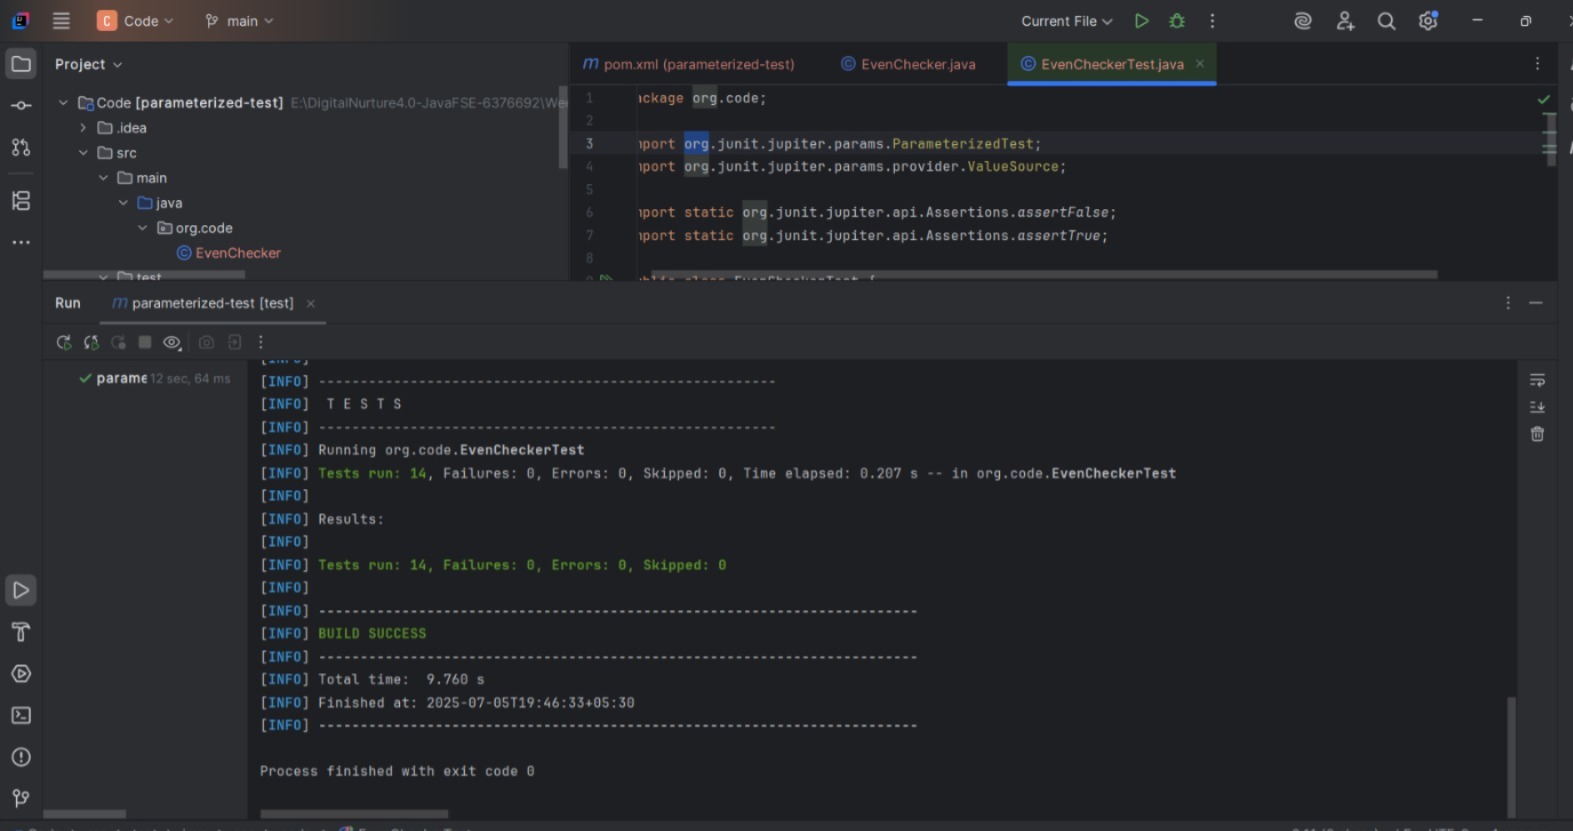 C Code main Current File
Project
pom.xml (parameterized-test) EvenChecker.java EvenCheckerTest.java
Code [parameterized-test] E:\DigitalNurture4.0-JavaFSE-6376692\We
.idea
src
main
java
org.code
EvenChecker
test
1 ackage org.code;
2
3 mport org.junit.jupiter.params.ParameterizedTest;
4 mport org.junit.jupiter.params.provider.ValueSource;
5
6 mport static org.junit.jupiter.api.Assertions.assertFalse;
7 mport static org.junit.jupiter.api.Assertions.assertTrue;
8
Run parameterized-test [test]
parame 12 sec, 64 ms
[INFO]
[INFO] -------------------------------------------------------
[INFO] T E S T S
[INFO] -------------------------------------------------------
[INFO] Running org.code.EvenCheckerTest
[INFO] Tests run: 14, Failures: 0, Errors: 0, Skipped: 0, Time elapsed: 0.207 s -- in org.code.EvenCheckerTest
[INFO]
[INFO] Results:
[INFO]
[INFO] Tests run: 14, Failures: 0, Errors: 0, Skipped: 0
[INFO]
[INFO] ------------------------------------------------------------------------
[INFO] BUILD SUCCESS
[INFO] ------------------------------------------------------------------------
[INFO] Total time: 9.760 s
[INFO] Finished at: 2025-07-05T19:46:33+05:30
[INFO] ------------------------------------------------------------------------
Process finished with exit code 0